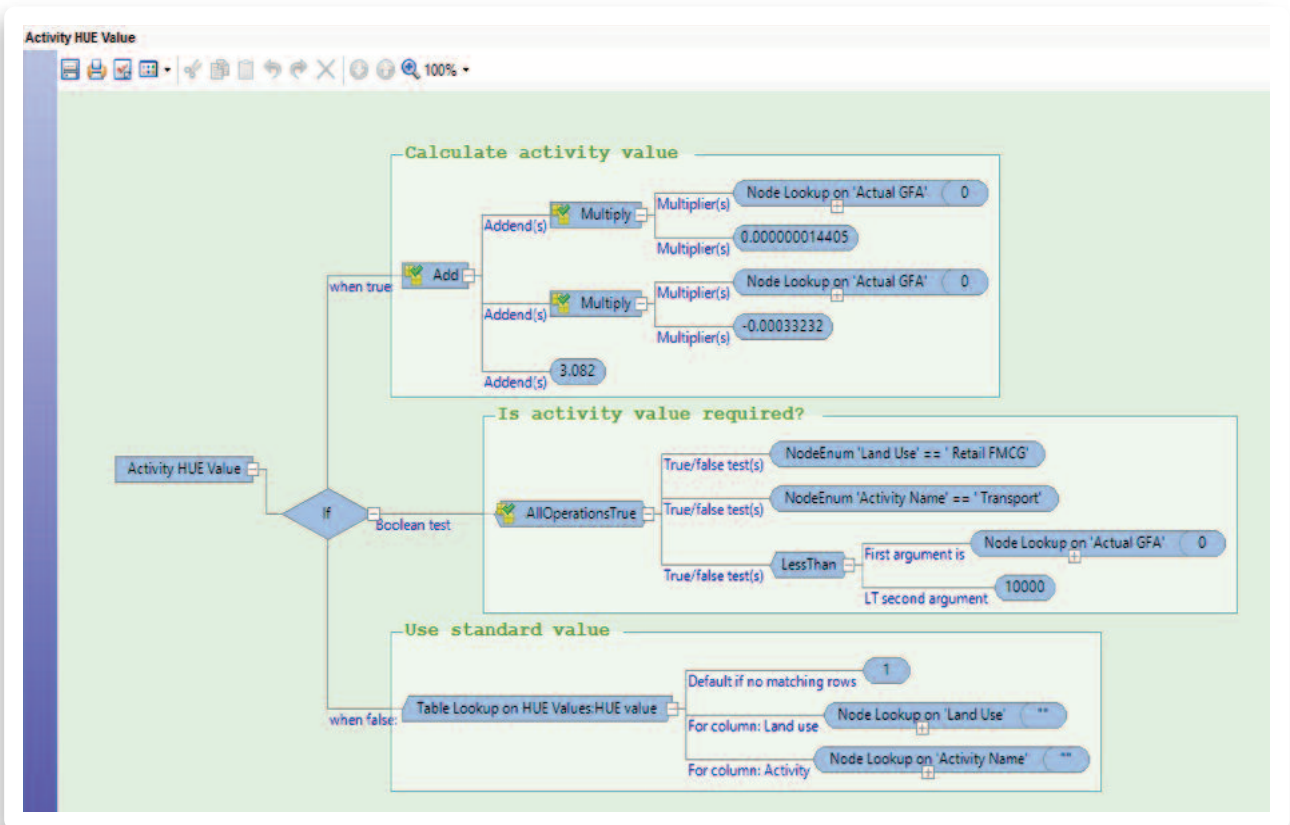 Activity HUE Value
100%
Calculate activity value
Node Lookup on 'Actual GFA' 0
Multiplier(s)
Multiply
Addend(s)
0.000000014405
Multiplier(s)
Add
when true:
Node Lookup on 'Actual GFA' 0
Multiplier(s)
Multiply
Addend(s)
-0.00033232
Multiplier(s)
3.082
Addend(s)
Is activity value required?
NodeEnum 'Land Use' == ' Retail FMCG'
True/false test(s)
Activity HUE Value
NodeEnum 'Activity Name' == ' Transport'
True/false test(s)
If
Boolean test
AllOperationsTrue
Node Lookup on 'Actual GFA' 0
First argument is
LessThan
True/false test(s)
10000
LT second argument
Use standard value
1
Default if no matching rows
Table Lookup on HUE Values:HUE value
when false:
Node Lookup on 'Land Use' ""
For column: Land use
Node Lookup on 'Activity Name' ""
For column: Activity